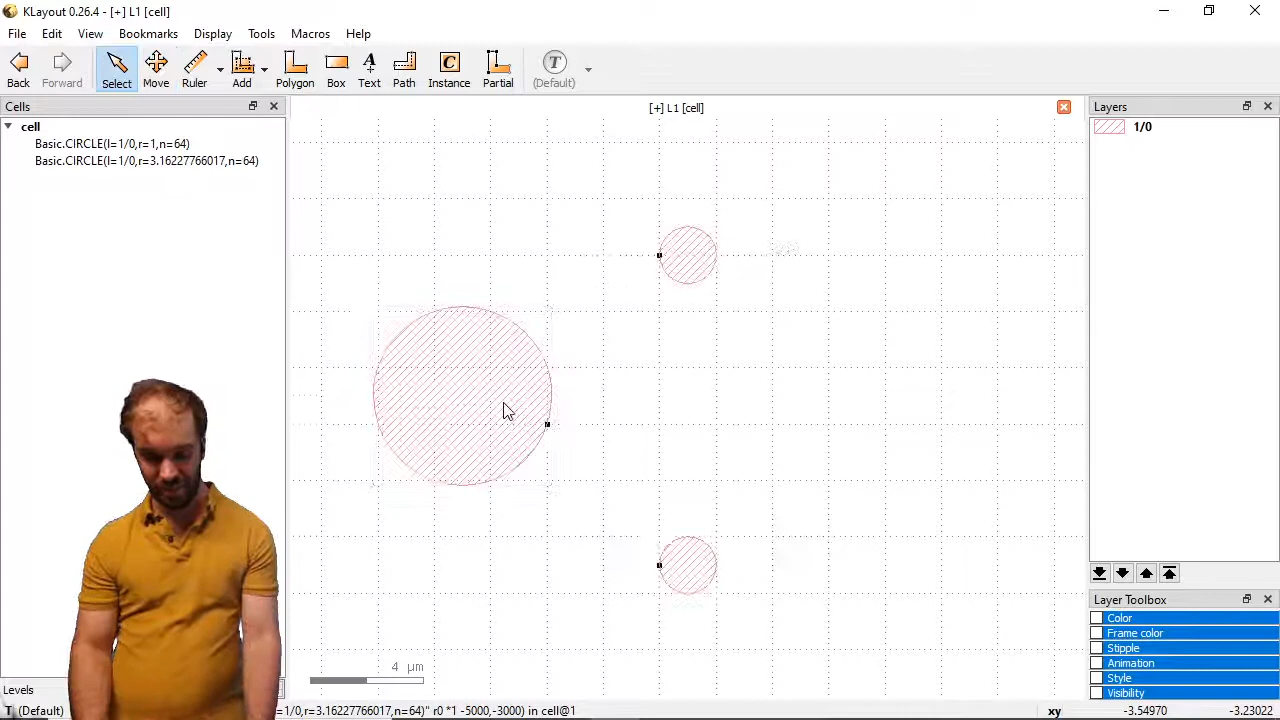 KLayout 0.26.4 - [+] L1 [cell]
File Edit View Bookmarks Display Tools Macros Help
Back Forward Select Move Ruler Add Polygon Box Text Path Instance Partial (Default)
Cells
[+] L1 [cell]
Layers
cell
Basic.CIRCLE(l=1/0,r=1,n=64)
Basic.CIRCLE(l=1/0,r=3.16227766017,n=64)
1/0
4 µm
Layer Toolbox
Color
Frame color
Stipple
Animation
Style
Visibility
Levels
T (Default) =1/0,r=3.16227766017,n=64)" r0 *1 -5000,-3000) in cell@1 xy -3.54970 -3.23022